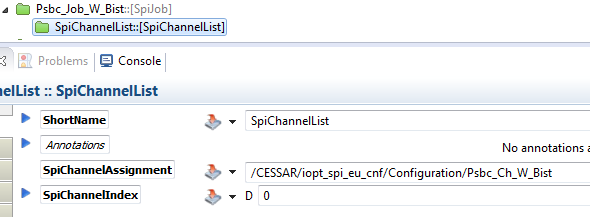 Psbc_Job_W_Bist::[SpiJob]
SpiChannelList::[SpiChannelList]
Problems Console
nelList :: SpiChannelList
ShortName SpiChannelList
Annotations No annotations a
SpiChannelAssignment /CESSAR/iopt_spi_eu_cnf/Configuration/Psbc_Ch_W_Bist
SpiChannelIndex D 0